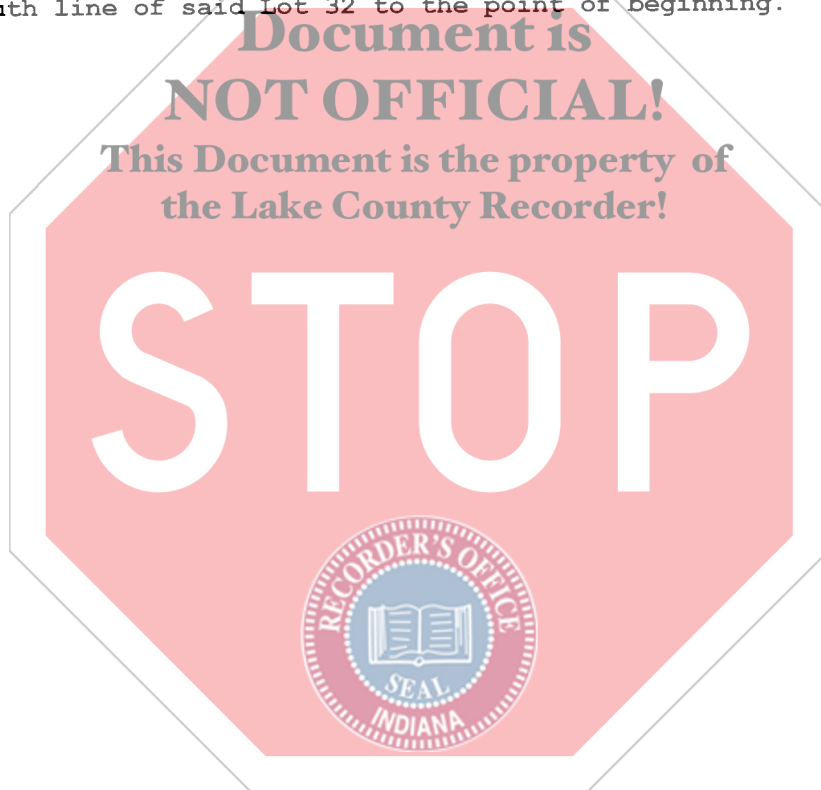 uth line of said Lot 32 to the point of beginning.
Document is
NOT OFFICIAL!
This Document is the property of
the Lake County Recorder!
STOP
RECORDER'S OFFICE
SEAL
INDIANA